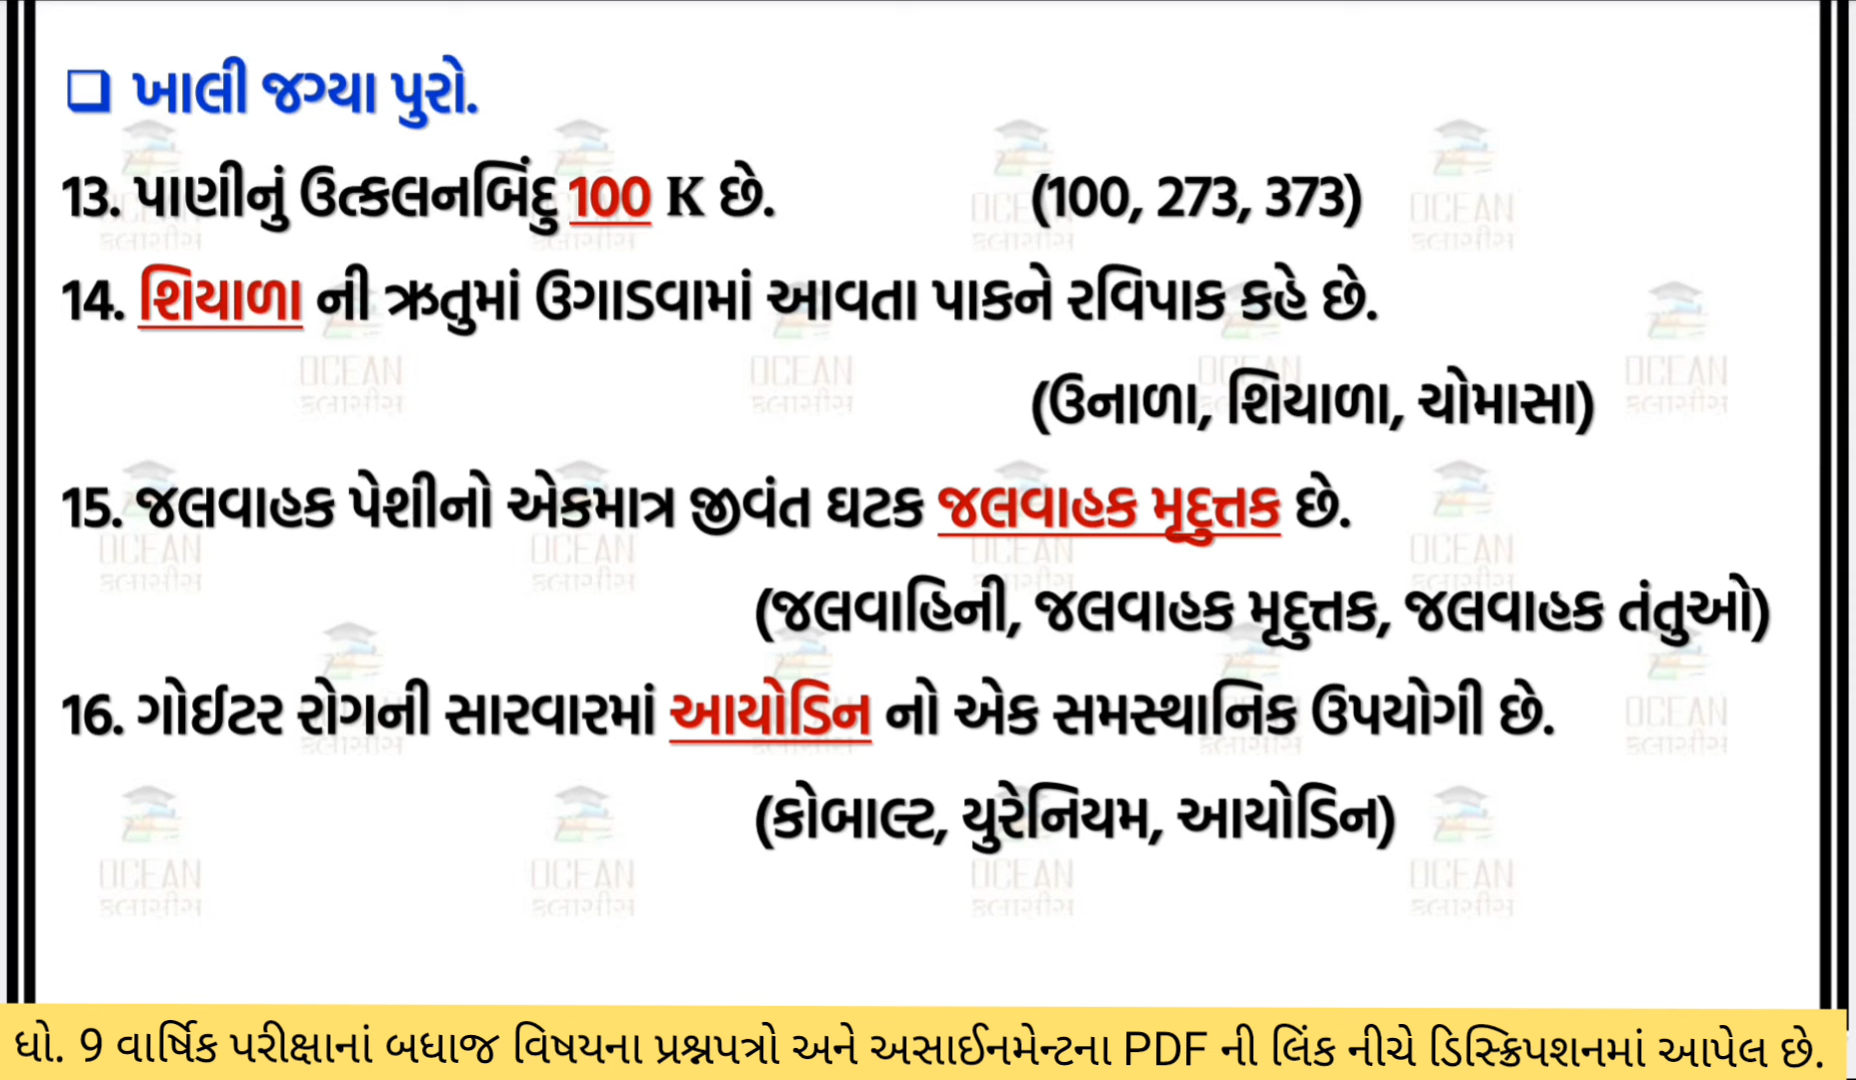 ❑ ખાલી જગ્યા પુરો.
13. પાણીનું ઉત્કલનબિંદુ 100 K છે. (100, 273, 373)
14. શિયાળા ની ઋતુમાં ઉગાડવામાં આવતા પાકને રવિપાક કહે છે.
(ઉનાળા, શિયાળા, ચોમાસા)
15. જલવાહક પેશીનો એકમાત્ર જીવંત ઘટક જલવાહક મૃદુત્તક છે.
(જલવાહિની, જલવાહક મૃદુત્તક, જલવાહક તંતુઓ)
16. ગોઈટર રોગની સારવારમાં આયોડિન નો એક સમસ્થાનિક ઉપયોગી છે.
(કોબાલ્ટ, યુરેનિયમ, આયોડિન)
OCEAN
ક્લાસીસ
ધો. 9 વાર્ષિક પરીક્ષાનાં બધાજ વિષયના પ્રશ્નપત્રો અને અસાઈનમેન્ટના PDF ની લિંક નીચે ડિસ્ક્રિપશનમાં આપેલ છે.